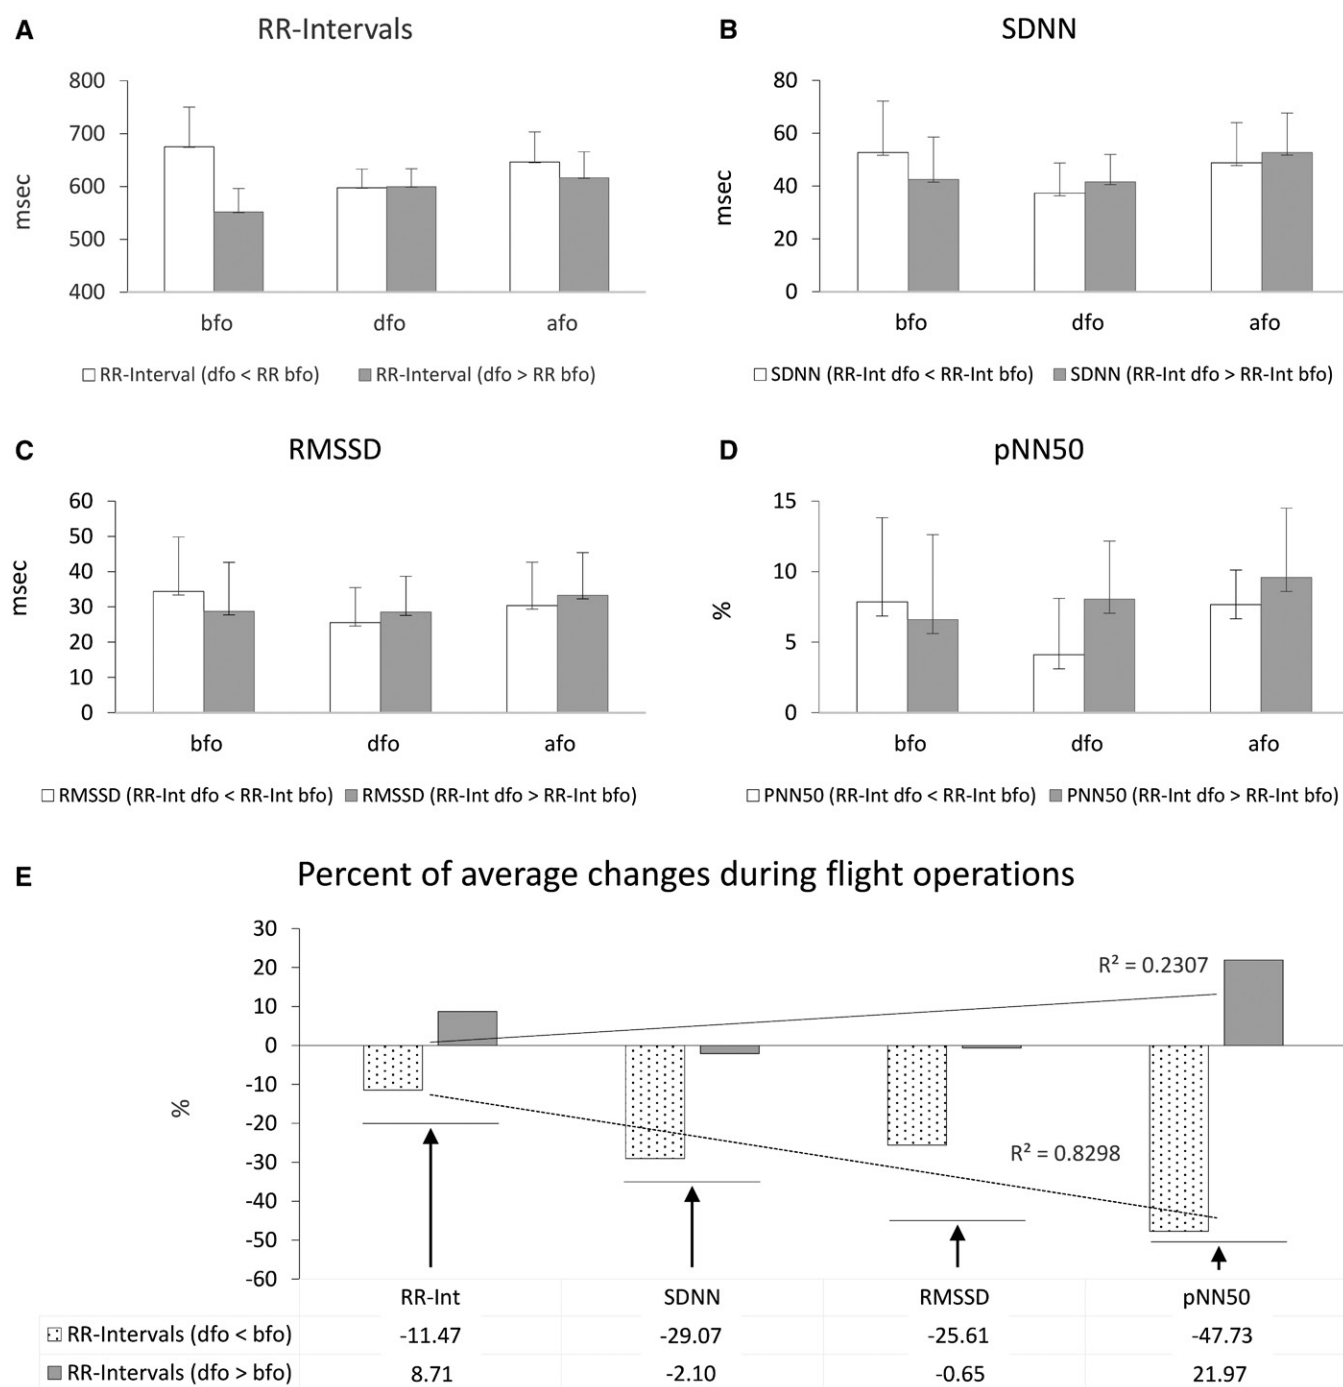 A RR-Intervals
800
700
600
500
400
msec
bfo dfo afo
RR-Interval (dfo < RR bfo) RR-Interval (dfo > RR bfo)
B SDNN
80
60
40
20
0
msec
bfo dfo afo
SDNN (RR-Int dfo < RR-Int bfo) SDNN (RR-Int dfo > RR-Int bfo)
C RMSSD
60
50
40
30
20
10
0
msec
bfo dfo afo
RMSSD (RR-Int dfo < RR-Int bfo) RMSSD (RR-Int dfo > RR-Int bfo)
D pNN50
15
10
5
0
%
bfo dfo afo
PNN50 (RR-Int dfo < RR-Int bfo) PNN50 (RR-Int dfo > RR-Int bfo)
E Percent of average changes during flight operations
30
20
10
0
-10
-20
-30
-40
-50
-60
%
R² = 0.2307
R² = 0.8298
RR-Int SDNN RMSSD pNN50
RR-Intervals (dfo < bfo) -11.47 -29.07 -25.61 -47.73
RR-Intervals (dfo > bfo) 8.71 -2.10 -0.65 21.97